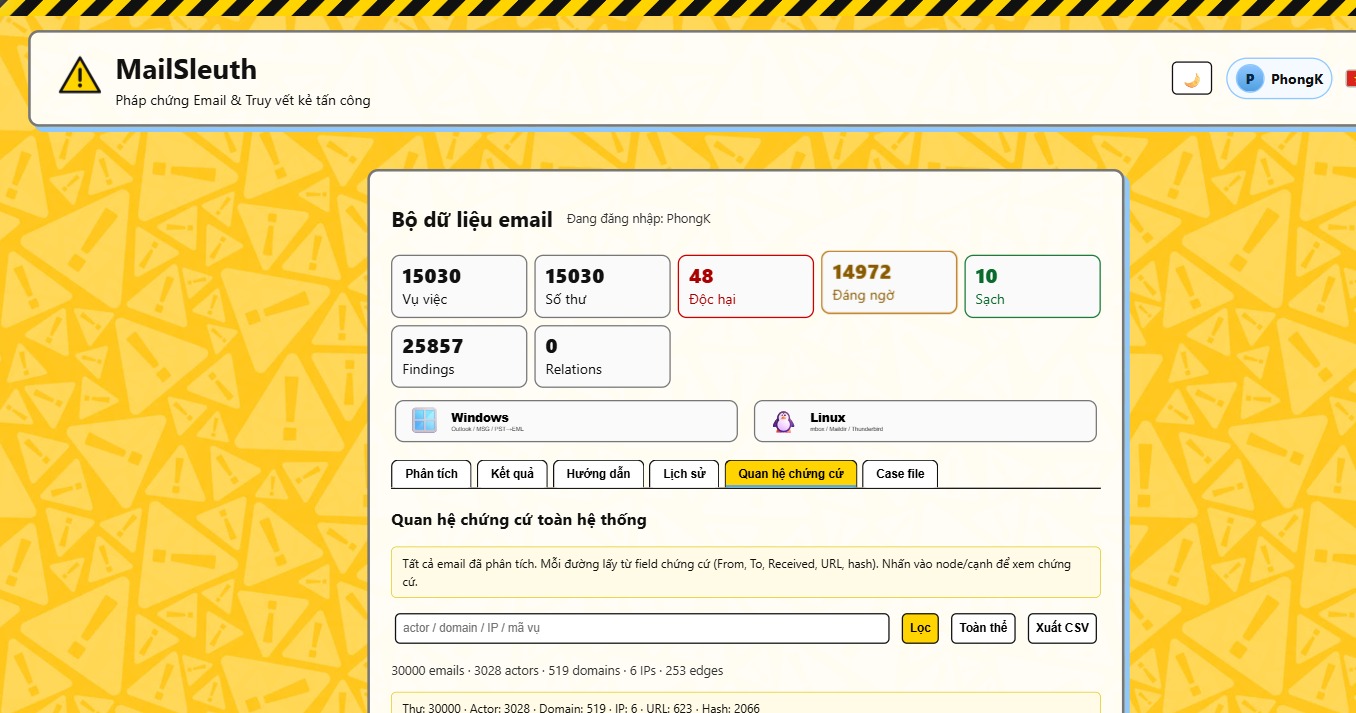 MailSleuth
Pháp chứng Email & Truy vết kẻ tấn công
P PhongK
Bộ dữ liệu email Đang đăng nhập: PhongK
15030 15030 48 14972 10
Vụ việc Số thư Độc hại Đáng ngờ Sạch
25857 0
Findings Relations
Windows Linux
Outlook / MSG / PST→EML mbox / Maildir / Thunderbird
Phân tích Kết quả Hướng dẫn Lịch sử Quan hệ chứng cứ Case file
Quan hệ chứng cứ toàn hệ thống
Tất cả email đã phân tích. Mỗi đường lấy từ field chứng cứ (From, To, Received, URL, hash). Nhấn vào node/cạnh để xem chứng
cứ.
actor / domain / IP / mã vụ Lọc Toàn thể Xuất CSV
30000 emails · 3028 actors · 519 domains · 6 IPs · 253 edges
Thư: 30000 · Actor: 3028 · Domain: 519 · IP: 6 · URL: 623 · Hash: 2066